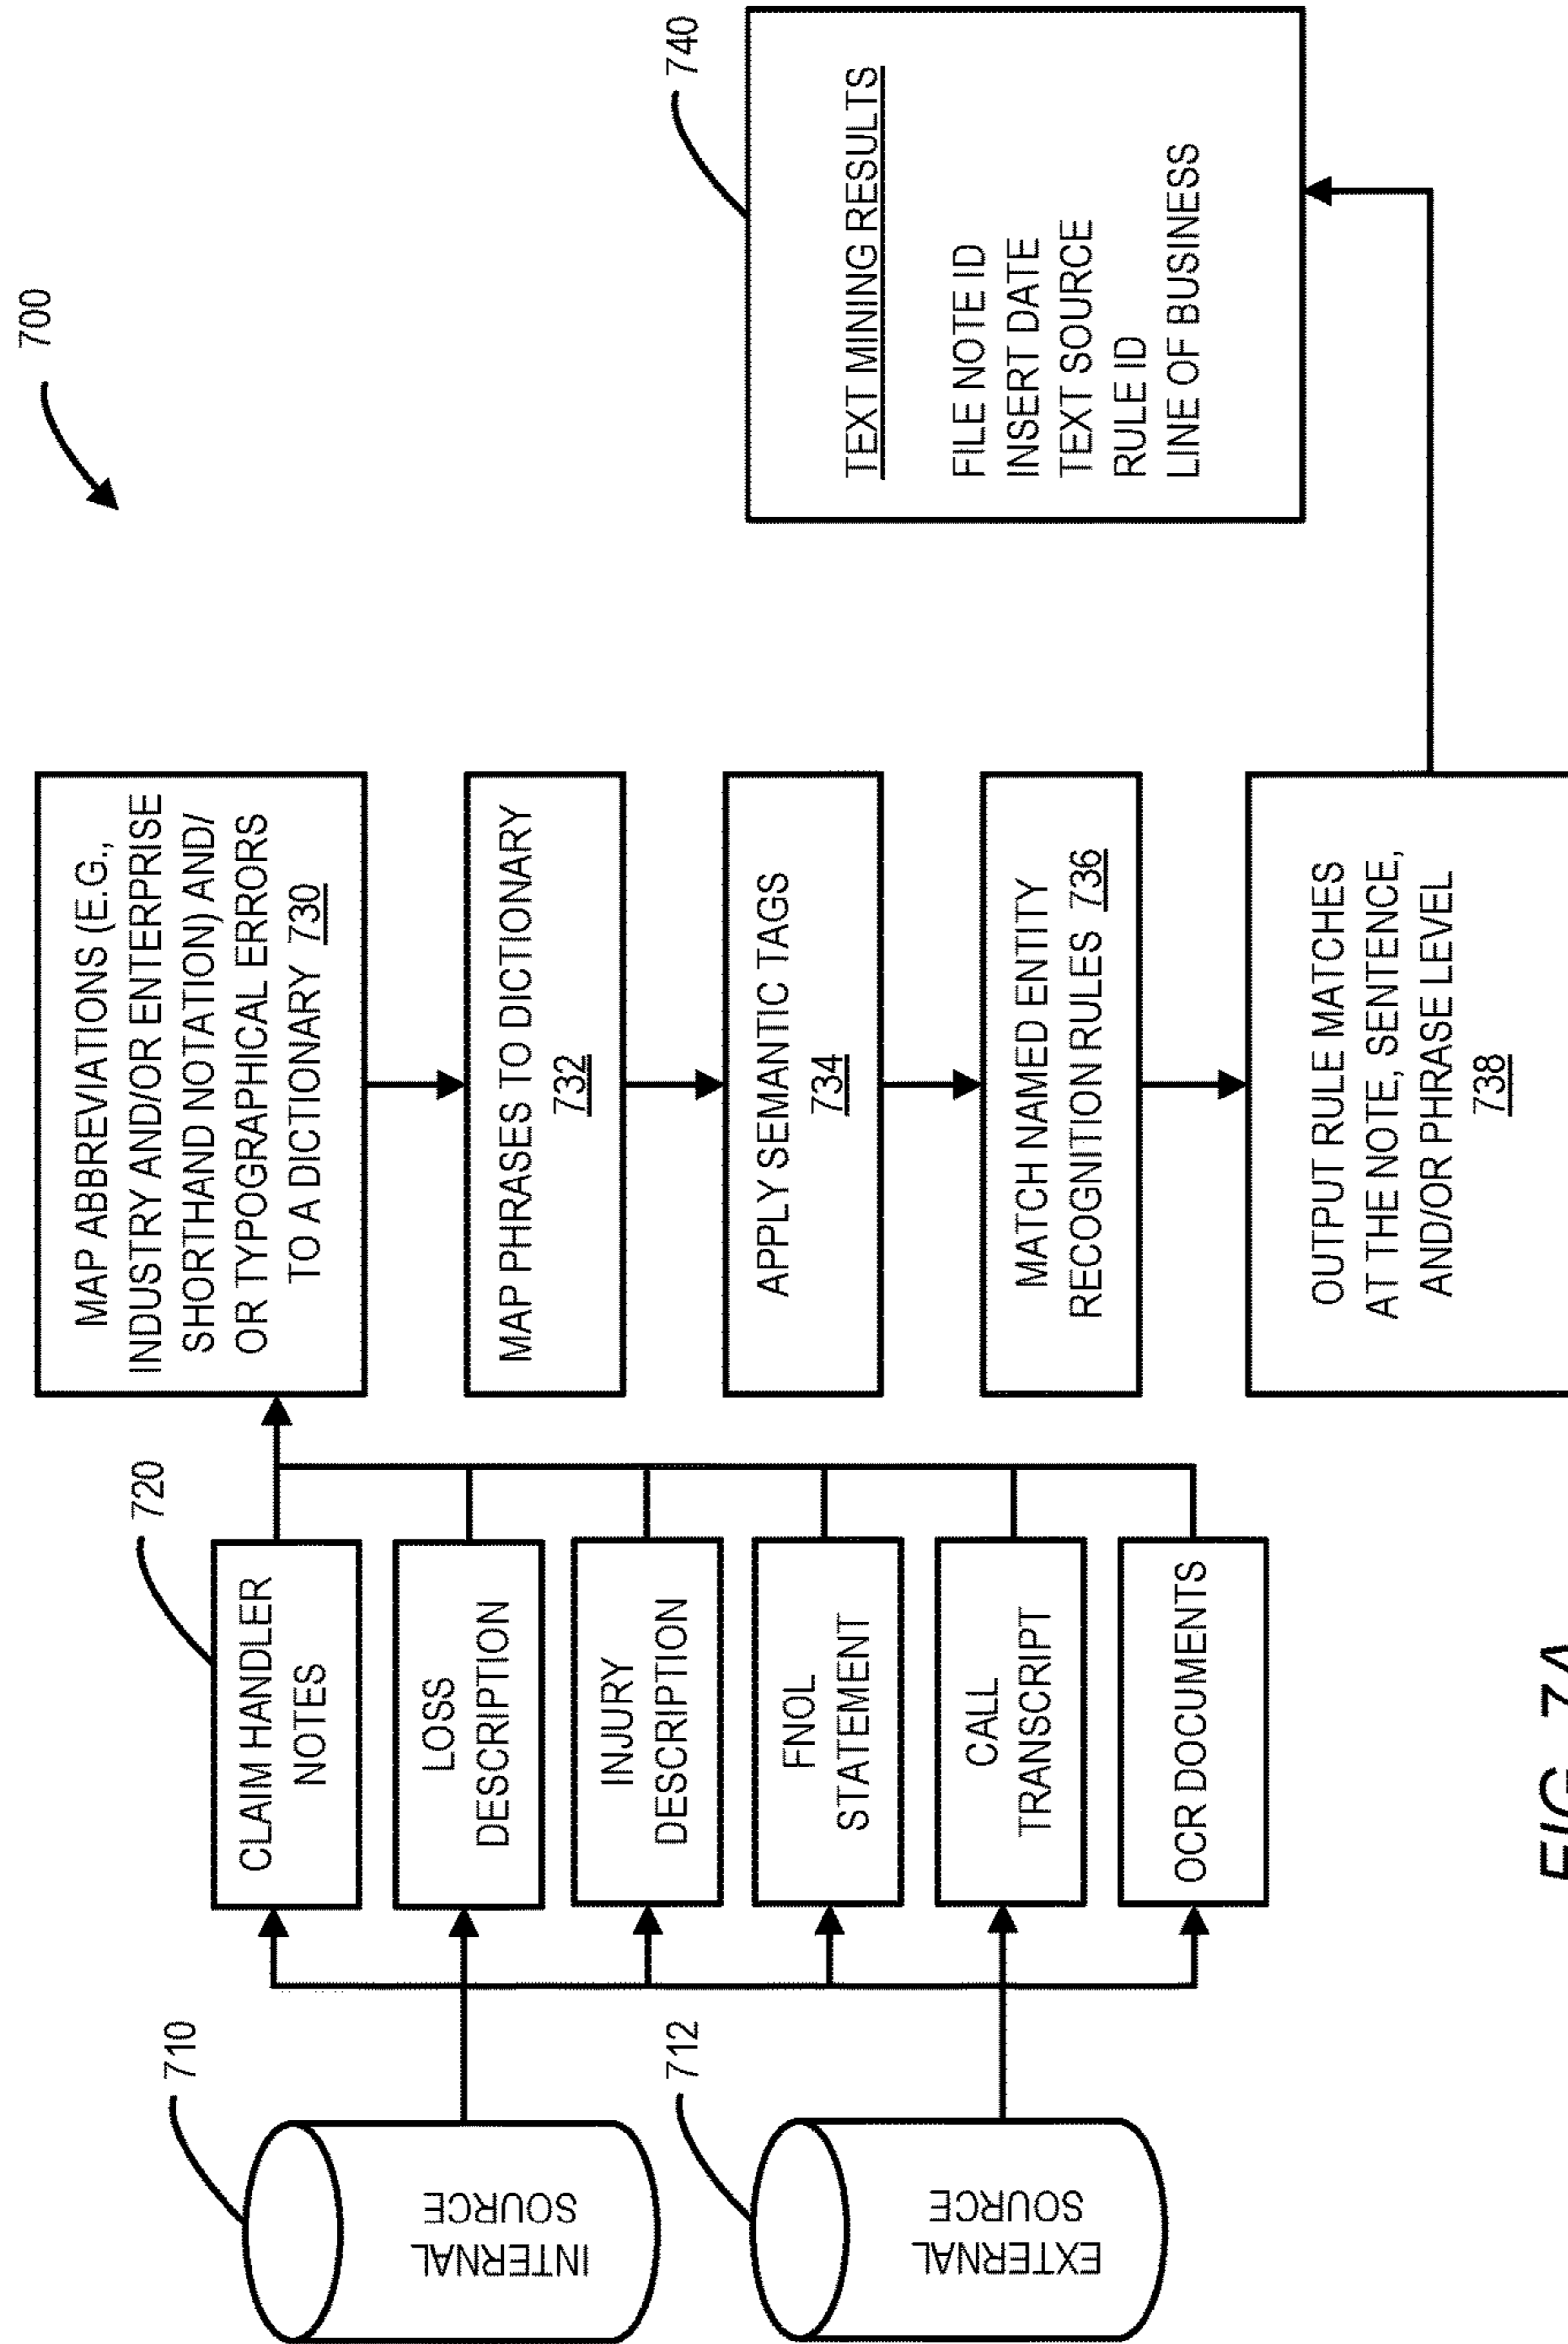 700
710
INTERNAL
SOURCE
712
EXTERNAL
SOURCE
720
CLAIM HANDLER
NOTES
LOSS
DESCRIPTION
INJURY
DESCRIPTION
FNOL
STATEMENT
CALL
TRANSCRIPT
OCR DOCUMENTS
MAP ABBREVIATIONS (E.G.,
INDUSTRY AND/OR ENTERPRISE
SHORTHAND NOTATION) AND/
OR TYPOGRAPHICAL ERRORS
TO A DICTIONARY 730
MAP PHRASES TO DICTIONARY
732
APPLY SEMANTIC TAGS
734
MATCH NAMED ENTITY
RECOGNITION RULES 736
OUTPUT RULE MATCHES
AT THE NOTE, SENTENCE,
AND/OR PHRASE LEVEL
738
740
TEXT MINING RESULTS
FILE NOTE ID
INSERT DATE
TEXT SOURCE
RULE ID
LINE OF BUSINESS
FIG. 7A